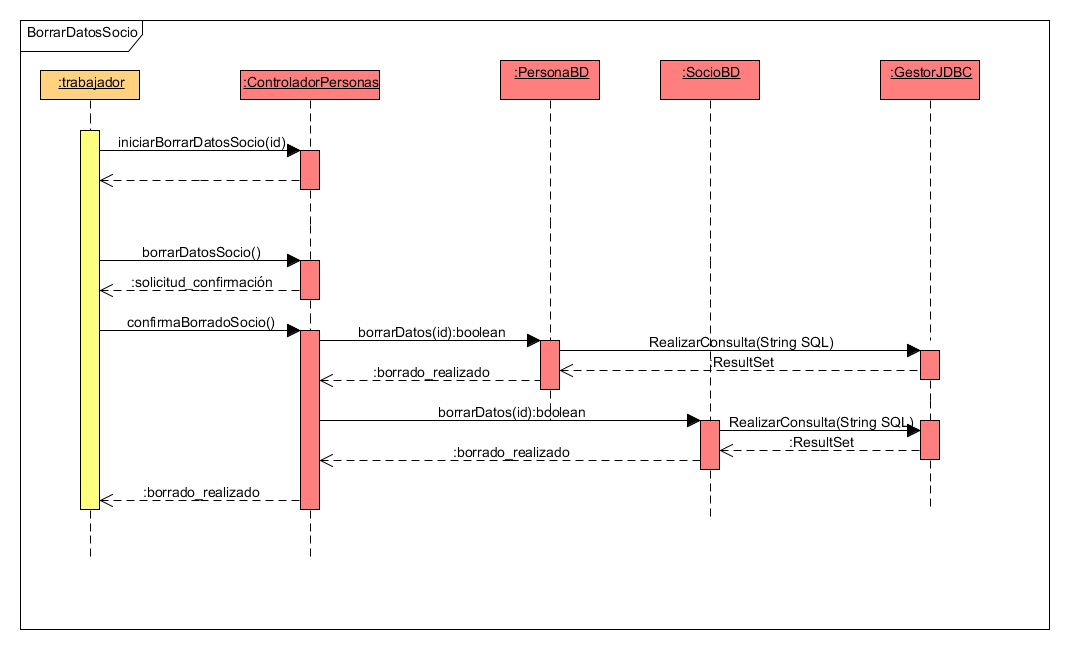 BorrarDatosSocio
:trabajador
:ControladorPersonas
:PersonaBD
:SocioBD
:GestorJDBC
iniciarBorrarDatosSocio(id)
borrarDatosSocio()
:solicitud_confirmación
confirmaBorradoSocio()
borrarDatos(id):boolean
RealizarConsulta(String SQL)
:ResultSet
:borrado_realizado
borrarDatos(id):boolean
RealizarConsulta(String SQL)
:ResultSet
:borrado_realizado
:borrado_realizado